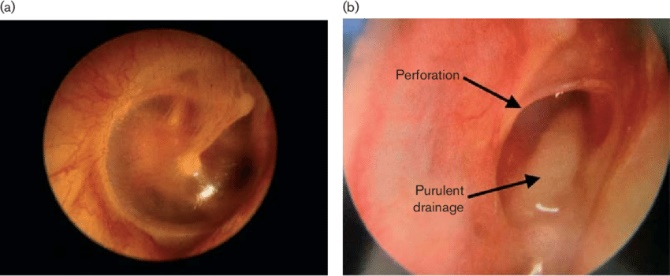 (a)
(b)
Perforation
Purulent
drainage